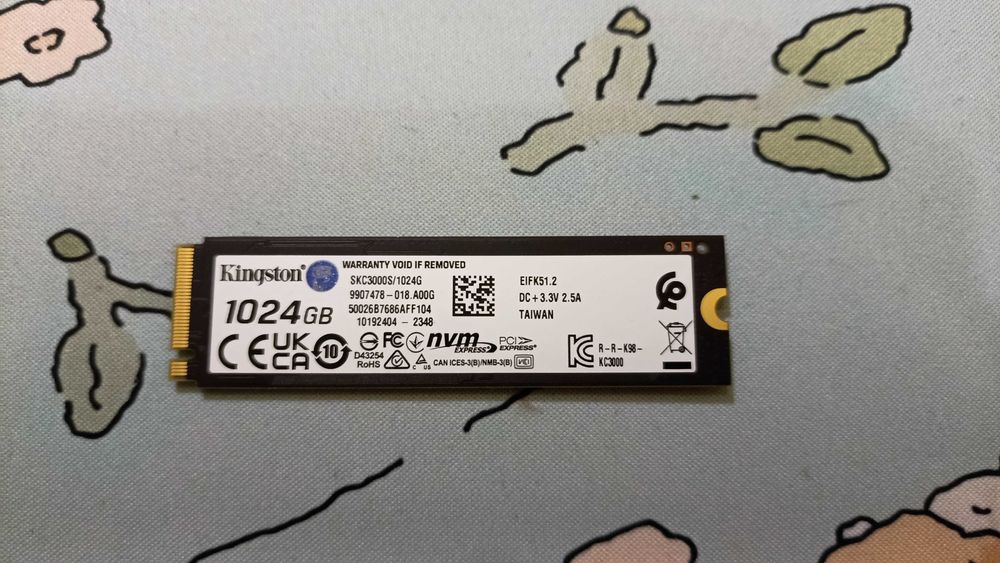 WARRANTY VOID IF REMOVED
Kingston
1024GB
SKC3000S/1024G
9907478-018.A00G
50026B7686AFF104
10192404 - 2348
EIFK51.2
DC+3.3V 2.5A
TAIWAN
CE UK CA 10
D43254
RoHS
FC
nvm EXPRESS
PCI EXPRESS®
C US
CAN ICES-3(B)/NMB-3(B)
R-R-K98-
KC3000